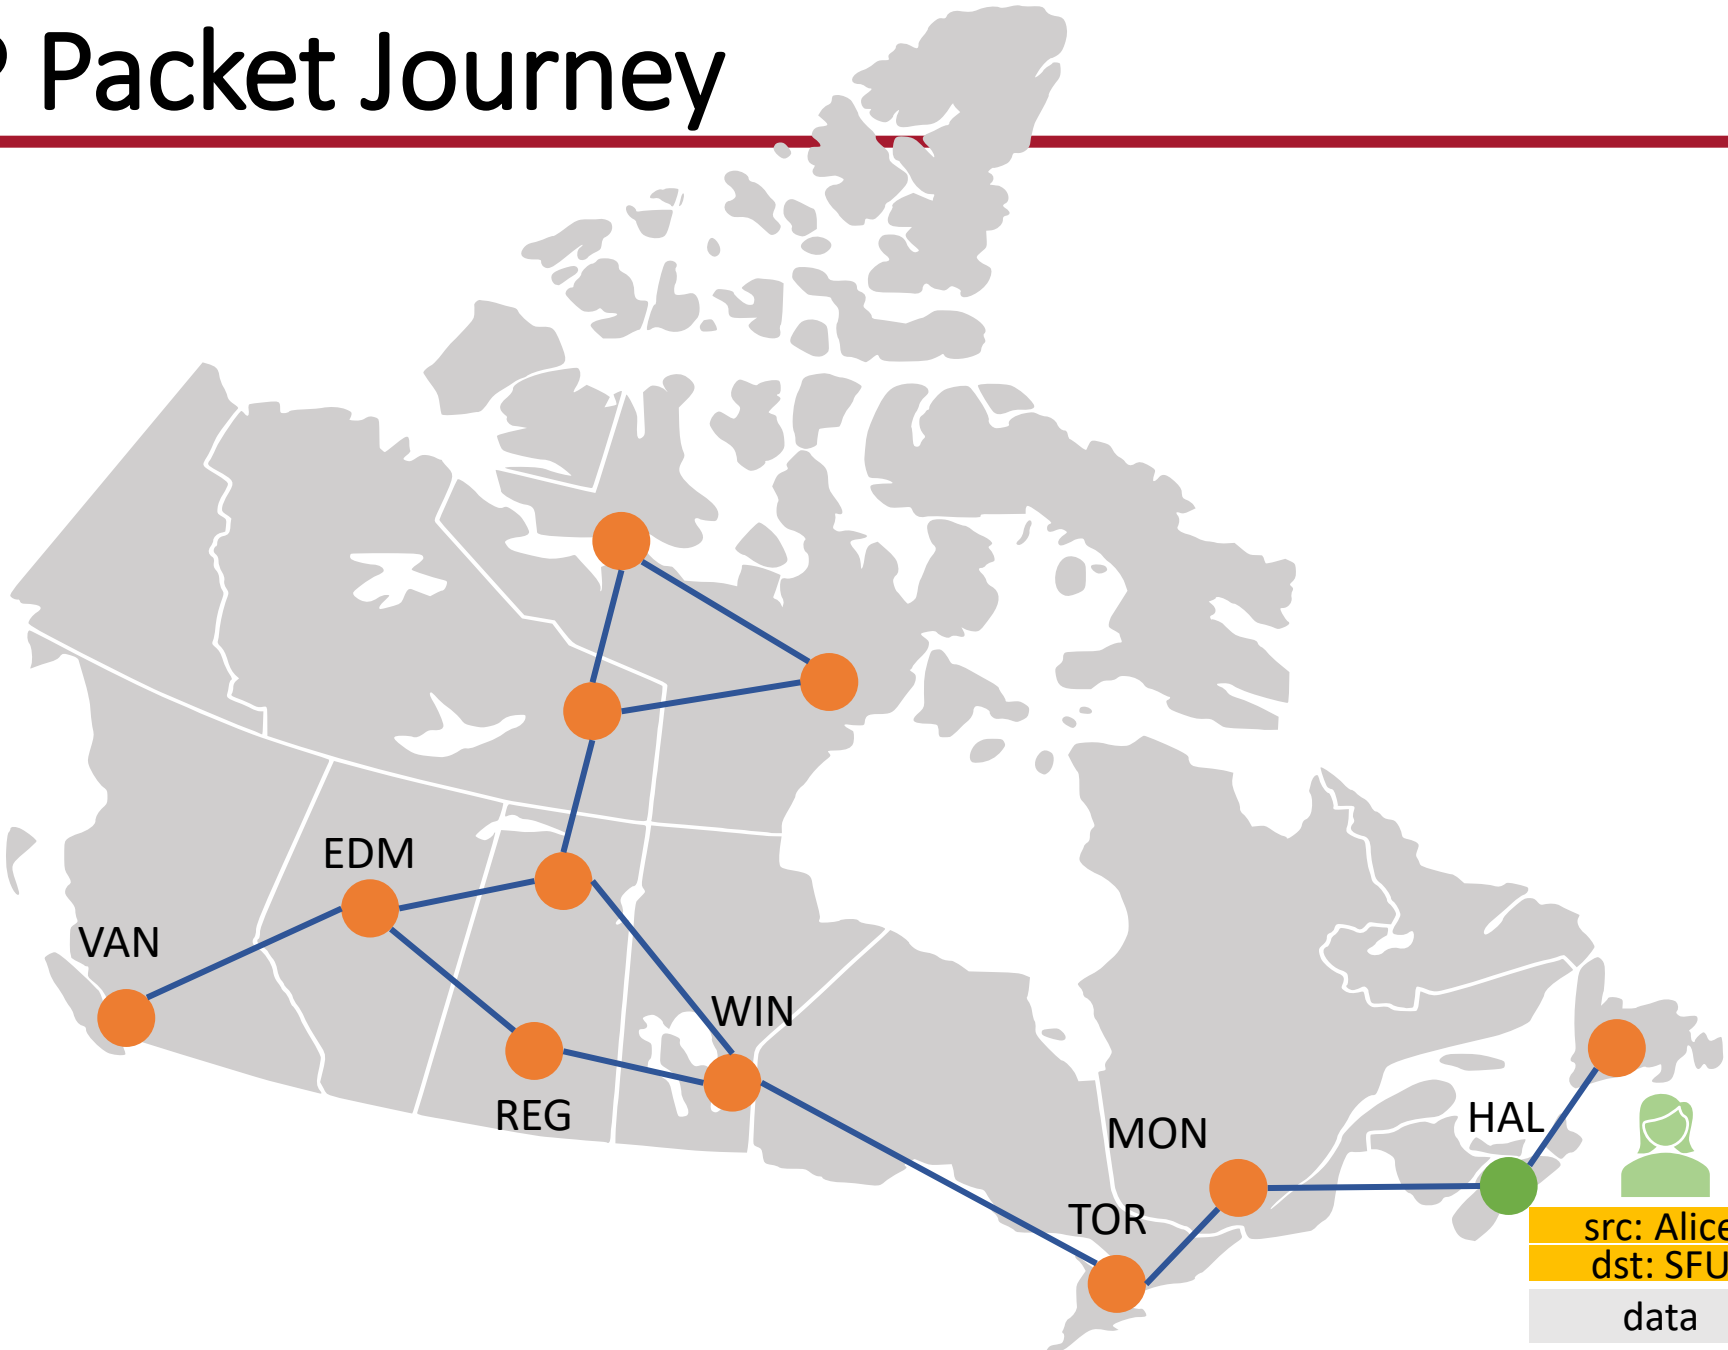 P Packet Journey
EDM
VAN
WIN
REG
MON
HAL
TOR
src: Alice
dst: SFU
data